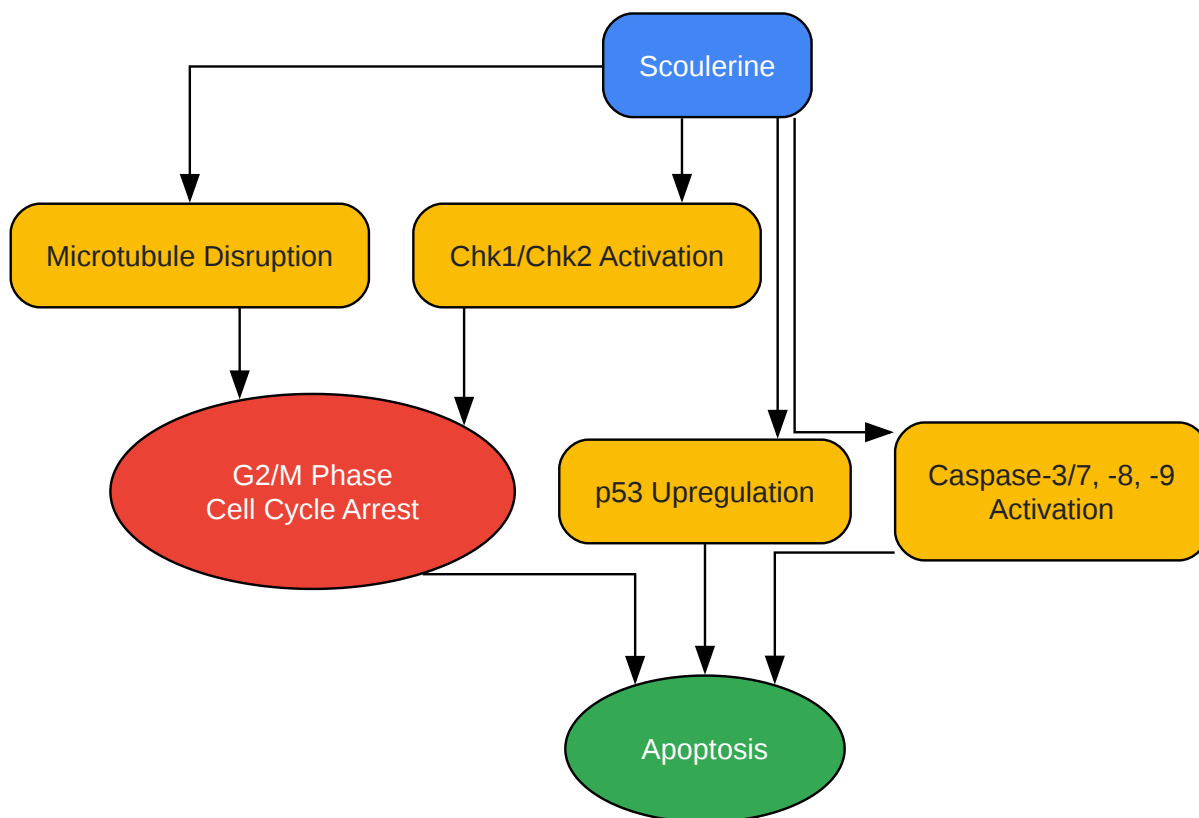 Scoulerine
Microtubule Disruption
Chk1/Chk2 Activation
G2/M Phase
Cell Cycle Arrest
p53 Upregulation
Caspase-3/7, -8, -9
Activation
Apoptosis